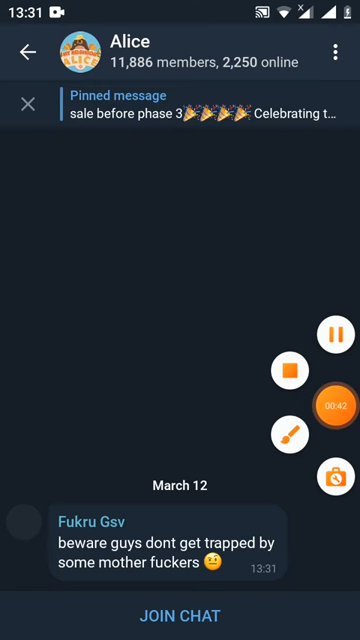 13:31
Alice
11,886 members, 2,250 online
Pinned message
sale before phase 3🎉🎉🎉🎉 Celebrating t...
00:42
March 12
Fukru Gsv
beware guys dont get trapped by
some mother fuckers 🤨
13:31
JOIN CHAT